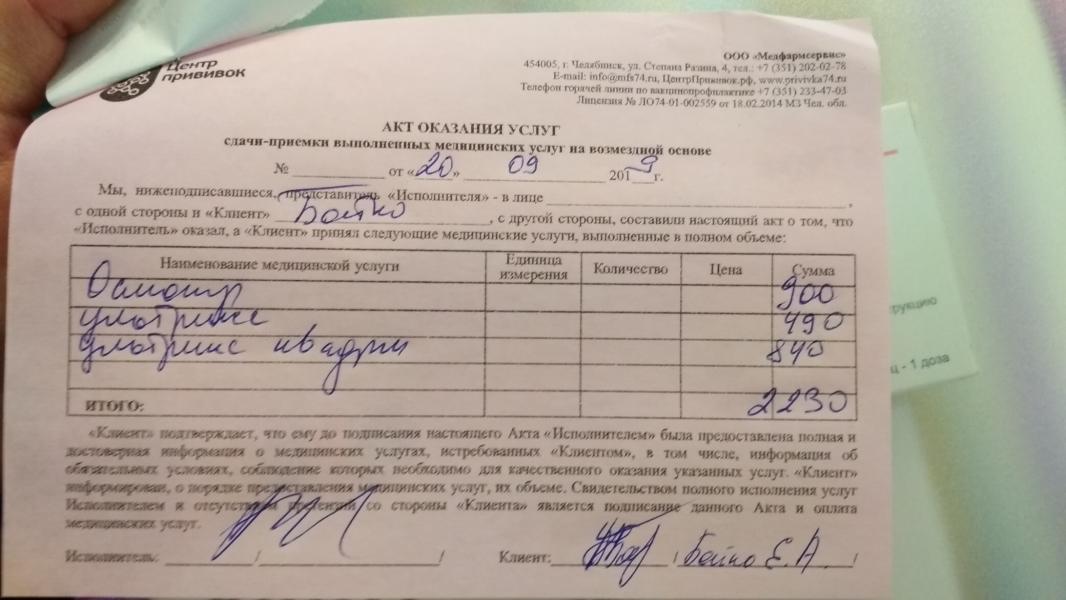 Центр
прививок
ООО «Медфармсервис»
454005, г. Челябинск, ул. Степана Разина, 4, тел.: +7 (351) 202-02-78
E-mail: info@mfs74.ru, ЦентрПрививок.рф, www.privivka74.ru
Телефон горячей линии по вакцинопрофилактике +7 (351) 233-47-03
Лицензия № ЛО74-01-002559 от 18.02.2014 МЗ Чел. обл.
АКТ ОКАЗАНИЯ УСЛУГ
сдачи-приемки выполненных медицинских услуг на возмездной основе
№ ____________ от «20» 09 2019 г.
Мы, нижеподписавшиеся, представитель «Исполнителя» - в лице ,
с одной стороны и «Клиент» Бойко , с другой стороны, составили настоящий акт о том, что
«Исполнитель» оказал, а «Клиент» принял следующие медицинские услуги, выполненные в полном объеме:
Наименование медицинской услуги Единица измерения Количество Цена Сумма
Осмотр 900
ультрикс 490
ультрикс квадри 840
ИТОГО: 2230
«Клиент» подтверждает, что ему до подписания настоящего Акта «Исполнителем» была предоставлена полная и
достоверная информация о медицинских услугах, истребованных «Клиентом», в том числе, информация об
обязательных условиях, соблюдение которых необходимо для качественного оказания указанных услуг. «Клиент»
информирован, о порядке предоставления медицинских услуг, их объеме. Свидетельством полного исполнения услуг
Исполнителем и отсутствия претензий со стороны «Клиента» является подписание данного Акта и оплата
медицинских услуг.
Исполнитель: / / Клиент: / Бойко Е.А. /
рукцию
ц - 1 доза